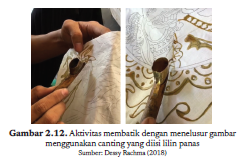 Gambar 2.12. Aktivitas membatik dengan menelusur gambar
menggunakan canting yang diisi lilin panas
Sumber: Dessy Rachma (2018)